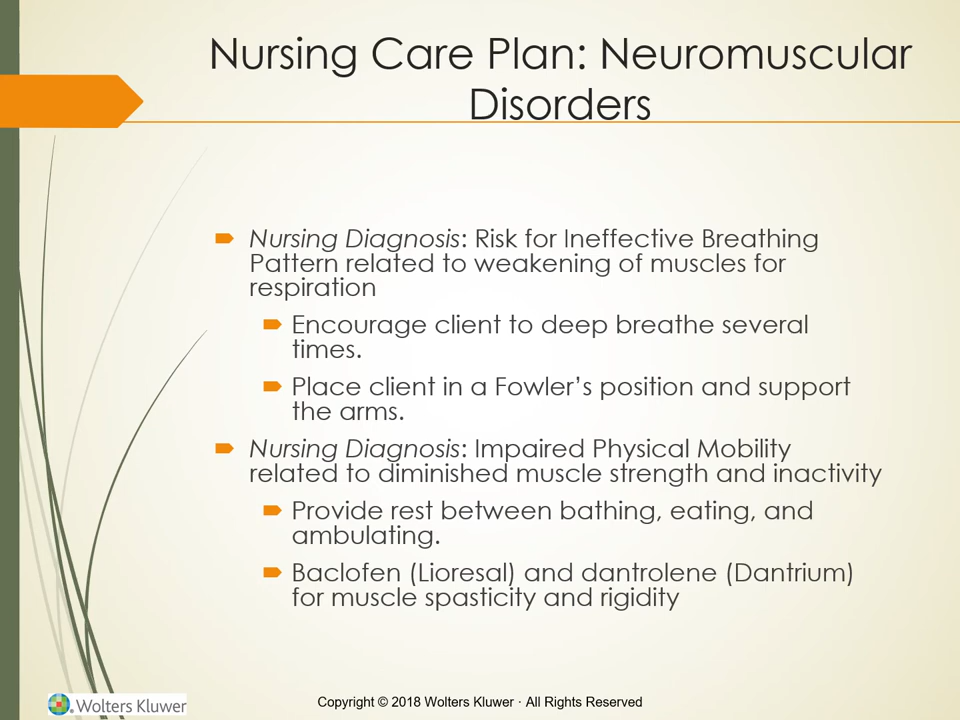 Nursing Care Plan: Neuromuscular
Disorders
Nursing Diagnosis: Risk for Ineffective Breathing
Pattern related to weakening of muscles for
respiration
Encourage client to deep breathe several
times.
Place client in a Fowler’s position and support
the arms.
Nursing Diagnosis: Impaired Physical Mobility
related to diminished muscle strength and inactivity
Provide rest between bathing, eating, and
ambulating.
Baclofen (Lioresal) and dantrolene (Dantrium)
for muscle spasticity and rigidity
Wolters Kluwer
Copyright © 2018 Wolters Kluwer · All Rights Reserved